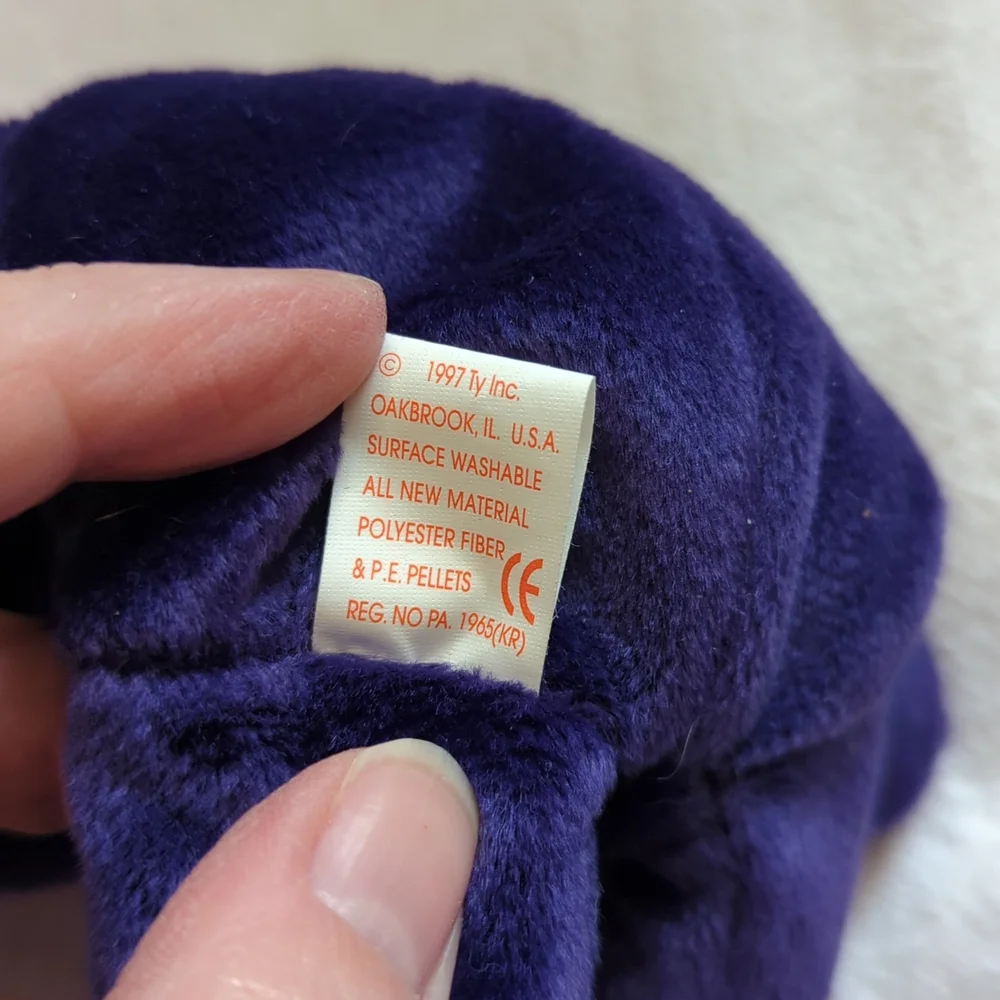 © 1997 Ty Inc.
OAKBROOK, IL. U.S.A.
SURFACE WASHABLE
ALL NEW MATERIAL
POLYESTER FIBER
& P.E. PELLETS CE
REG. NO PA. 1965(KR)